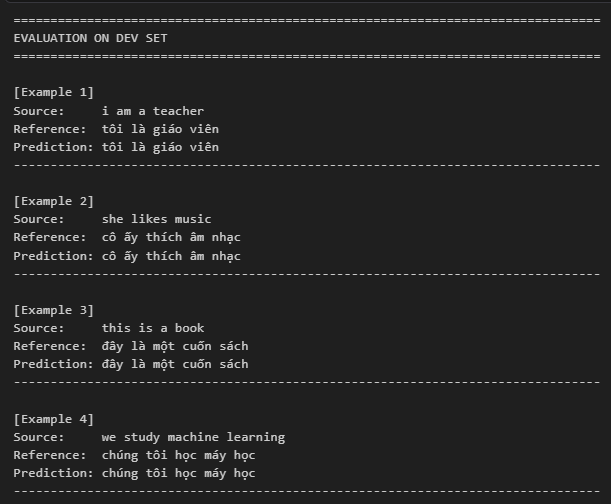 ================================================================================
EVALUATION ON DEV SET
================================================================================
[Example 1]
Source:     i am a teacher
Reference:  tôi là giáo viên
Prediction: tôi là giáo viên
--------------------------------------------------------------------------------
[Example 2]
Source:     she likes music
Reference:  cô ấy thích âm nhạc
Prediction: cô ấy thích âm nhạc
--------------------------------------------------------------------------------
[Example 3]
Source:     this is a book
Reference:  đây là một cuốn sách
Prediction: đây là một cuốn sách
--------------------------------------------------------------------------------
[Example 4]
Source:     we study machine learning
Reference:  chúng tôi học máy học
Prediction: chúng tôi học máy học
--------------------------------------------------------------------------------